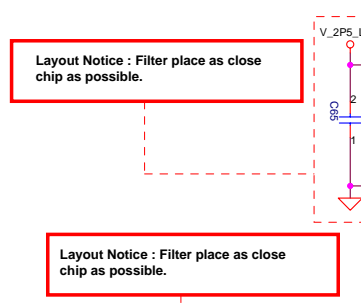 V_2P5_L
Layout Notice : Filter place as close
chip as possible.
2
C65
1
Layout Notice : Filter place as close
chip as possible.